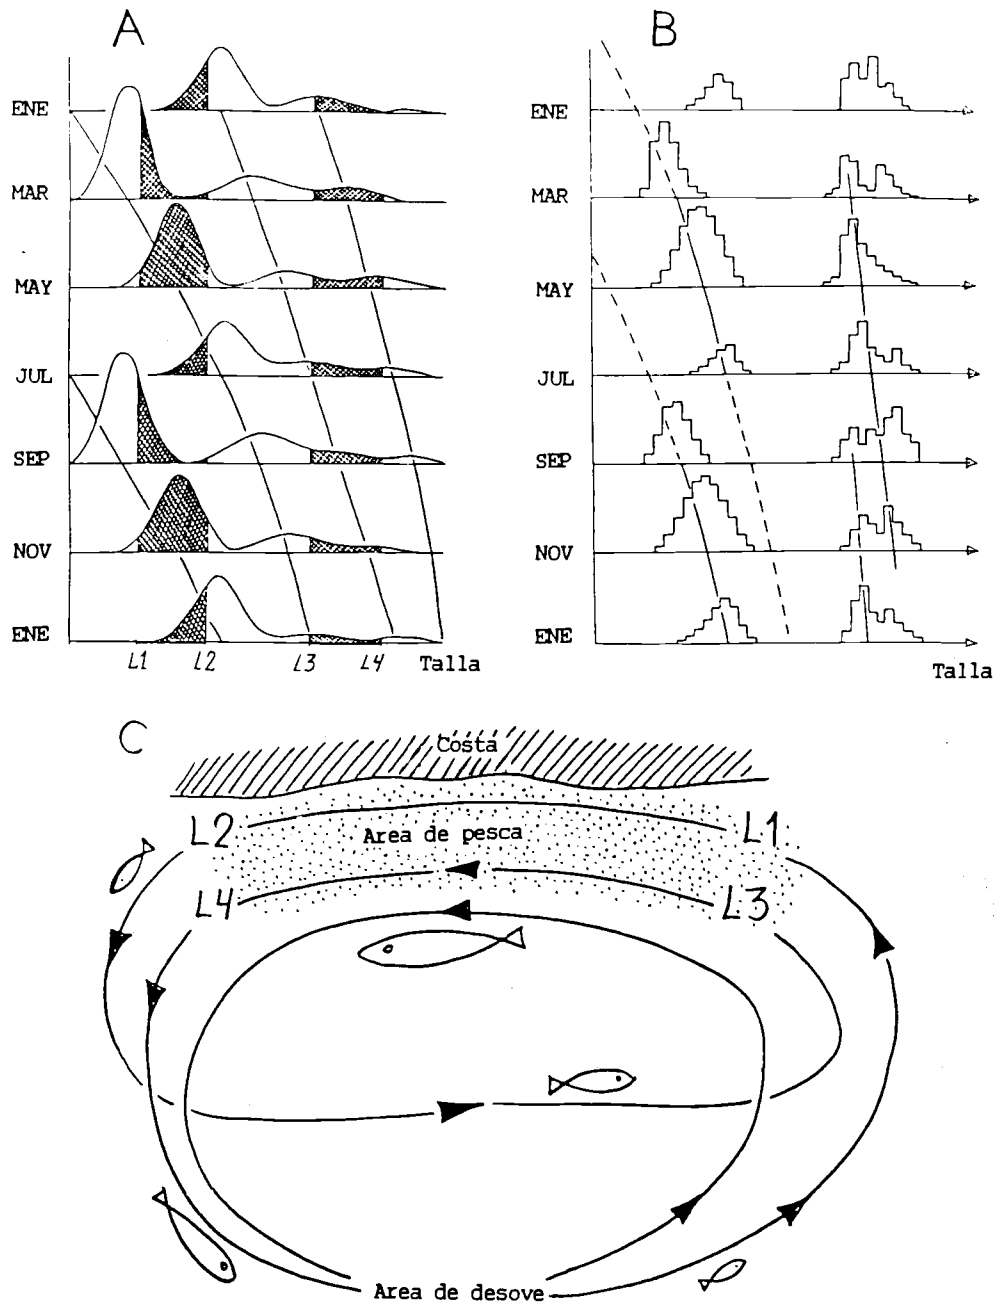 A
ENE
MAR
MAY
JUL
SEP
NOV
ENE
L1 L2 L3 L4 Talla
B
ENE
MAR
MAY
JUL
SEP
NOV
ENE
Talla
C
Costa
L2 L1
Area de pesca
L4 L3
Area de desove